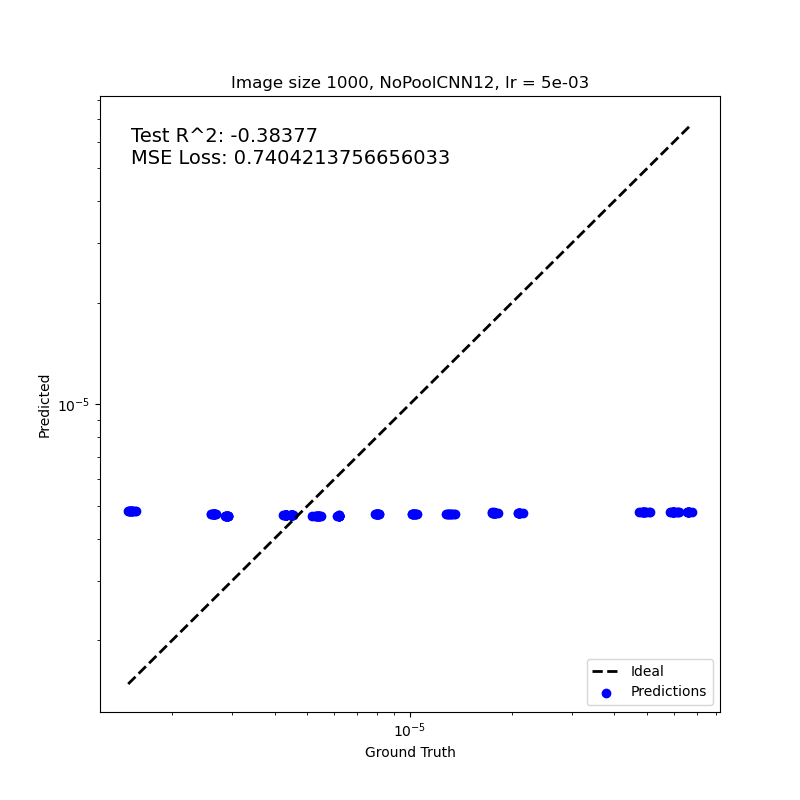 Image size 1000, NoPoolCNN12, lr = 5e-03
Test R^2: -0.38377
MSE Loss: 0.7404213756656033
Predicted
10⁻⁵
Ideal
Predictions
10⁻⁵
Ground Truth